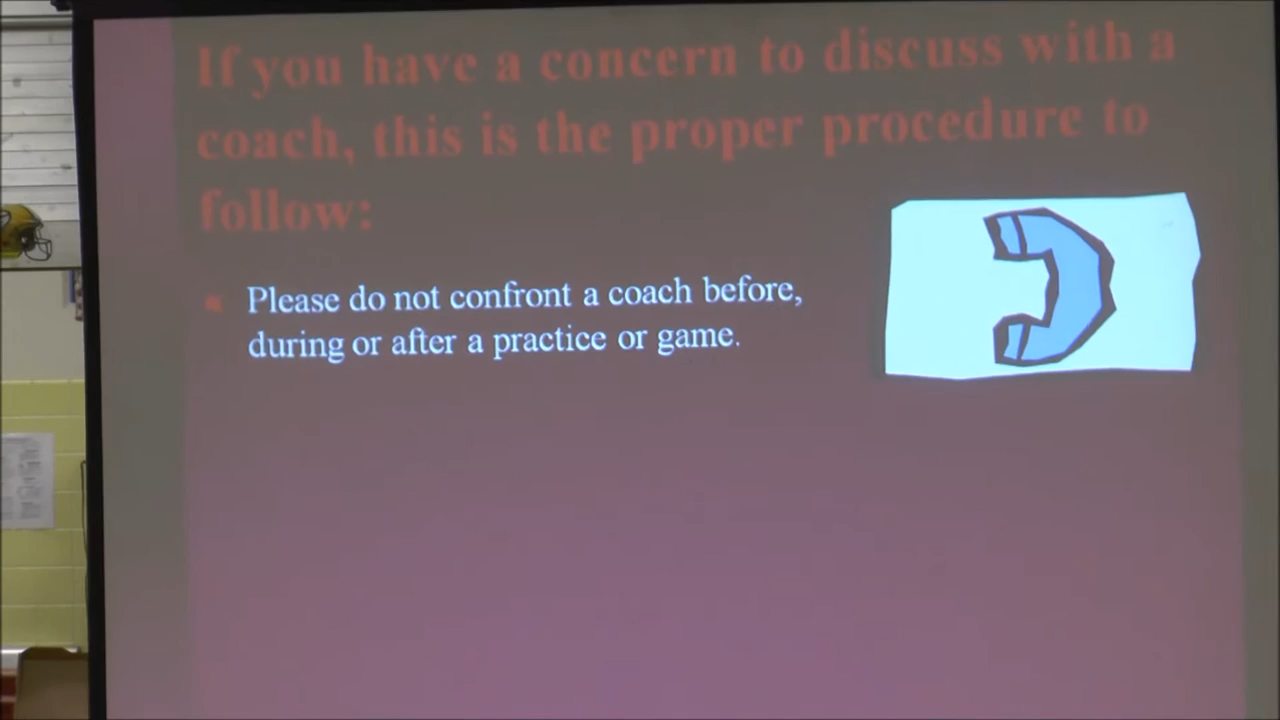 If you have a concern to discuss with a
coach, this is the proper procedure to
follow:
Please do not confront a coach before,
during or after a practice or game.